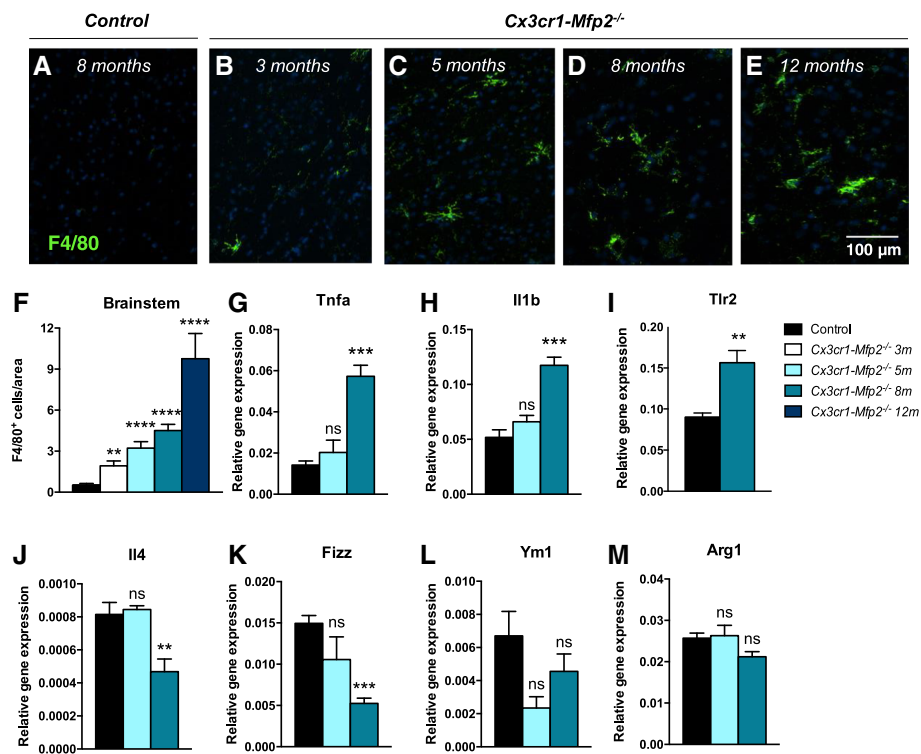 Control
Cx3cr1-Mfp2-/-
A
8 months
B
3 months
C
5 months
D
8 months
E
12 months
F4/80
100 µm
F
Brainstem
F4/80+ cells/area
12
9
6
3
0
**
****
****
****
G
Tnfa
Relative gene expression
0.08
0.06
0.04
0.02
0.00
ns
***
H
Il1b
Relative gene expression
0.15
0.10
0.05
0.00
ns
***
I
Tlr2
Relative gene expression
0.20
0.15
0.10
0.05
0.00
**
Control
Cx3cr1-Mfp2-/- 3m
Cx3cr1-Mfp2-/- 5m
Cx3cr1-Mfp2-/- 8m
Cx3cr1-Mfp2-/- 12m
J
Il4
Relative gene expression
0.0010
0.0008
0.0006
0.0004
0.0002
0.0000
ns
**
K
Fizz
Relative gene expression
0.020
0.015
0.010
0.005
0.000
ns
***
L
Ym1
Relative gene expression
0.010
0.008
0.006
0.004
0.002
0.000
ns
ns
M
Arg1
Relative gene expression
0.04
0.03
0.02
0.01
0.00
ns
ns